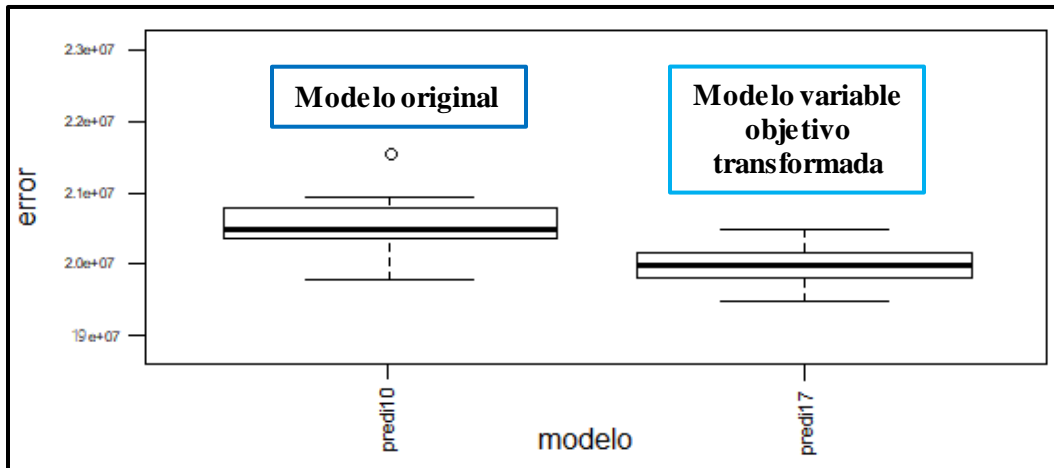 2.3e+07
2.2e+07
2.1e+07
2.0e+07
19e+07
error
Modelo original
Modelo variable
objetivo
transformada
predi10
predi17
modelo